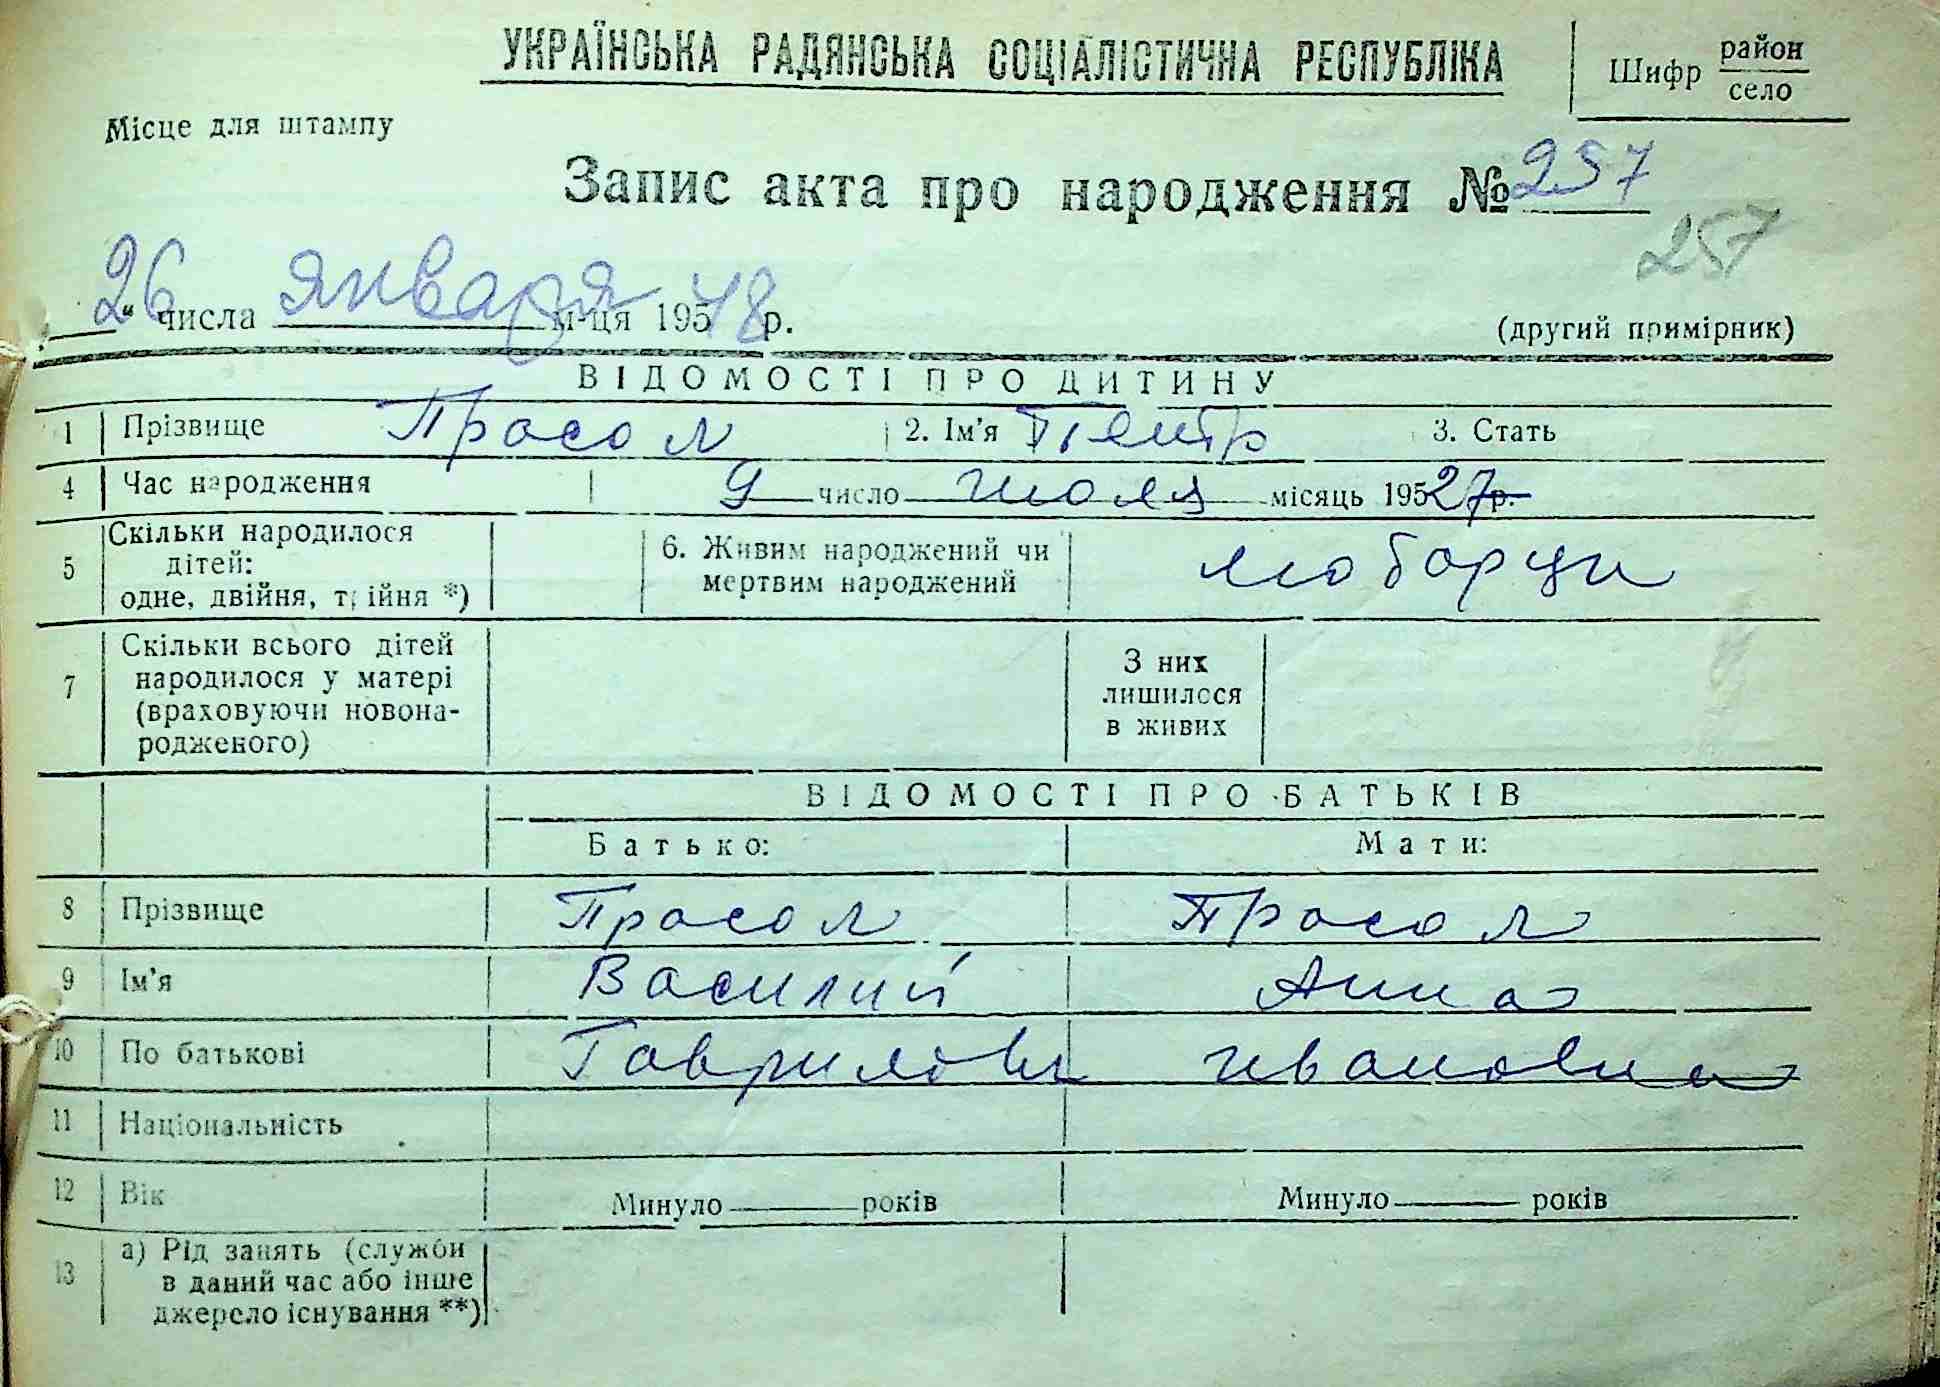 УКРАЇНСЬКА РАДЯНСЬКА СОЦІАЛІСТИЧНА РЕСПУБЛІКА
Шифр район
село
Місце для штампу
Запис акта про народження № 257
257
26 " числа января м-ця 1948 р.
(другий примірник)
ВІДОМОСТІ ПРО ДИТИНУ
1 Прізвище Прасол 2. Ім'я Петр 3. Стать
4 Час народження 9 число июля місяць 19527 р.
5 Скільки народилося дітей: одне, двійня, трійня *)
6. Живим народжений чи мертвим народжений Люборци
7 Скільки всього дітей народилося у матері (враховуючи новонародженого)
З них лишилося в живих
ВІДОМОСТІ ПРО БАТЬКІВ
Батько: Мати:
8 Прізвище Прасол Прасол
9 Ім'я Василий Анна
10 По батькові Гаврилови Ивановна
11 Національність
12 Вік Минуло років Минуло років
13 а) Рід занять (служби в даний час або інше джерело існування **)